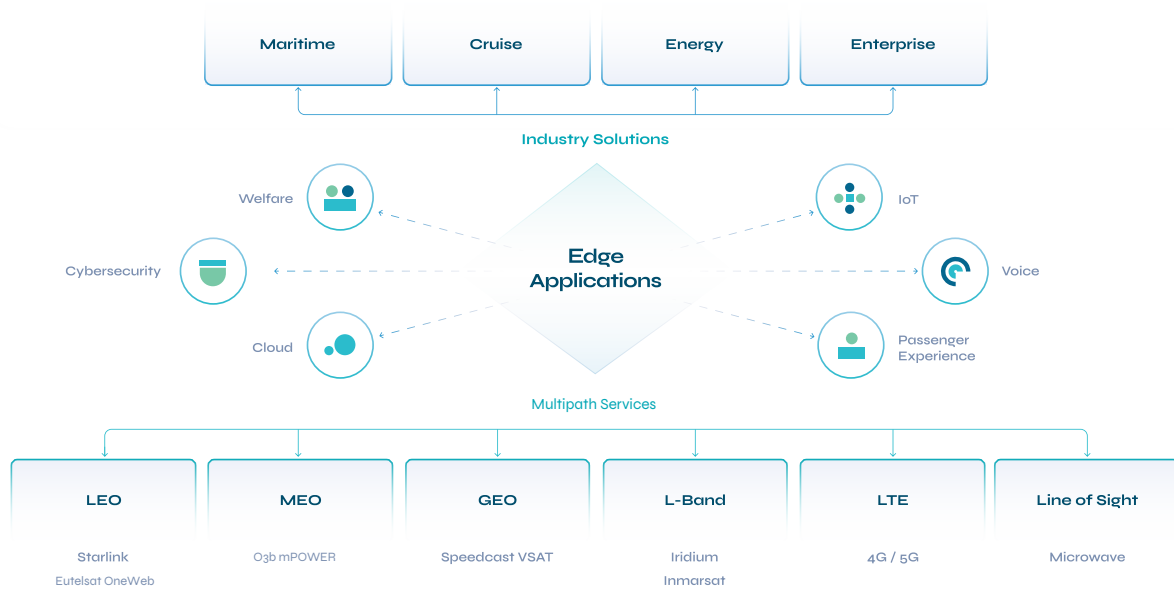 Maritime
Cruise
Energy
Enterprise
Industry Solutions
Welfare
IoT
Edge
Applications
Cybersecurity
Voice
Cloud
Passenger
Experience
Multipath Services
LEO
MEO
GEO
L-Band
LTE
Line of Sight
Starlink
O3b mPOWER
Speedcast VSAT
Iridium
4G / 5G
Microwave
Eutelsat OneWeb
Inmarsat